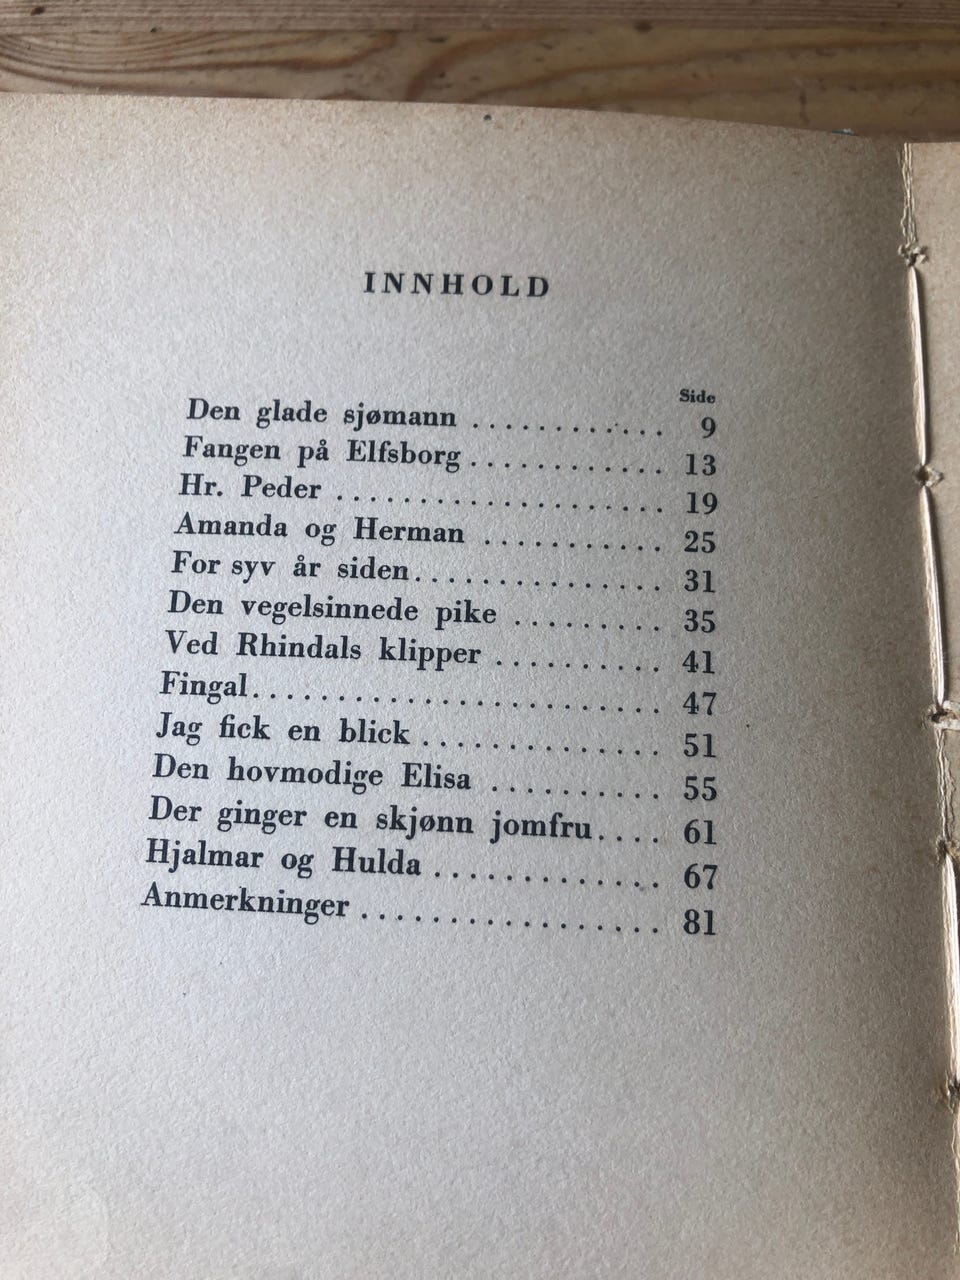 INNHOLD
Side
Den glade sjømann ............ 9
Fangen på Elfsborg ............ 13
Hr. Peder .................... 19
Amanda og Herman ........... 25
For syv år siden............... 31
Den vegelsinnede pike ......... 35
Ved Rhindals klipper .......... 41
Fingal....................... 47
Jag fick en blick .............. 51
Den hovmodige Elisa .......... 55
Der ginger en skjønn jomfru.... 61
Hjalmar og Hulda ............. 67
Anmerkninger ................. 81